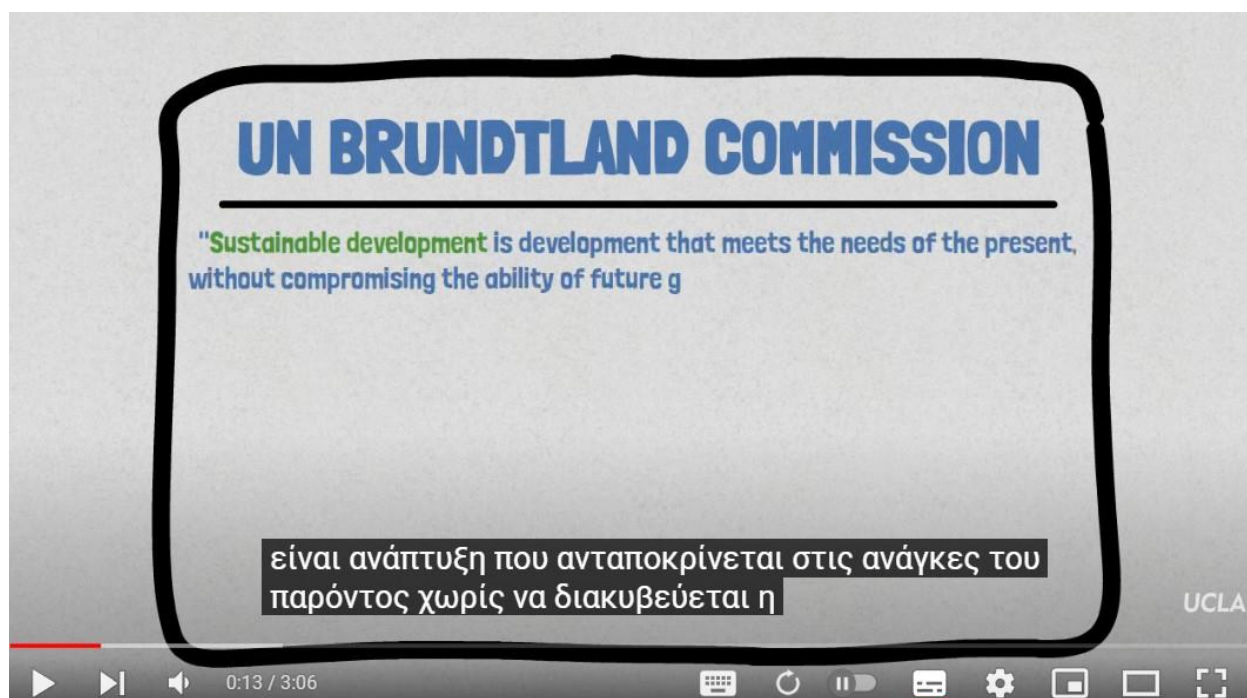 UN BRUNDTLAND COMMISSION
"Sustainable development is development that meets the needs of the present,
without compromising the ability of future g
είναι ανάπτυξη που ανταποκρίνεται στις ανάγκες του
παρόντος χωρίς να διακυβεύεται η
UCLA
0:13 / 3:06